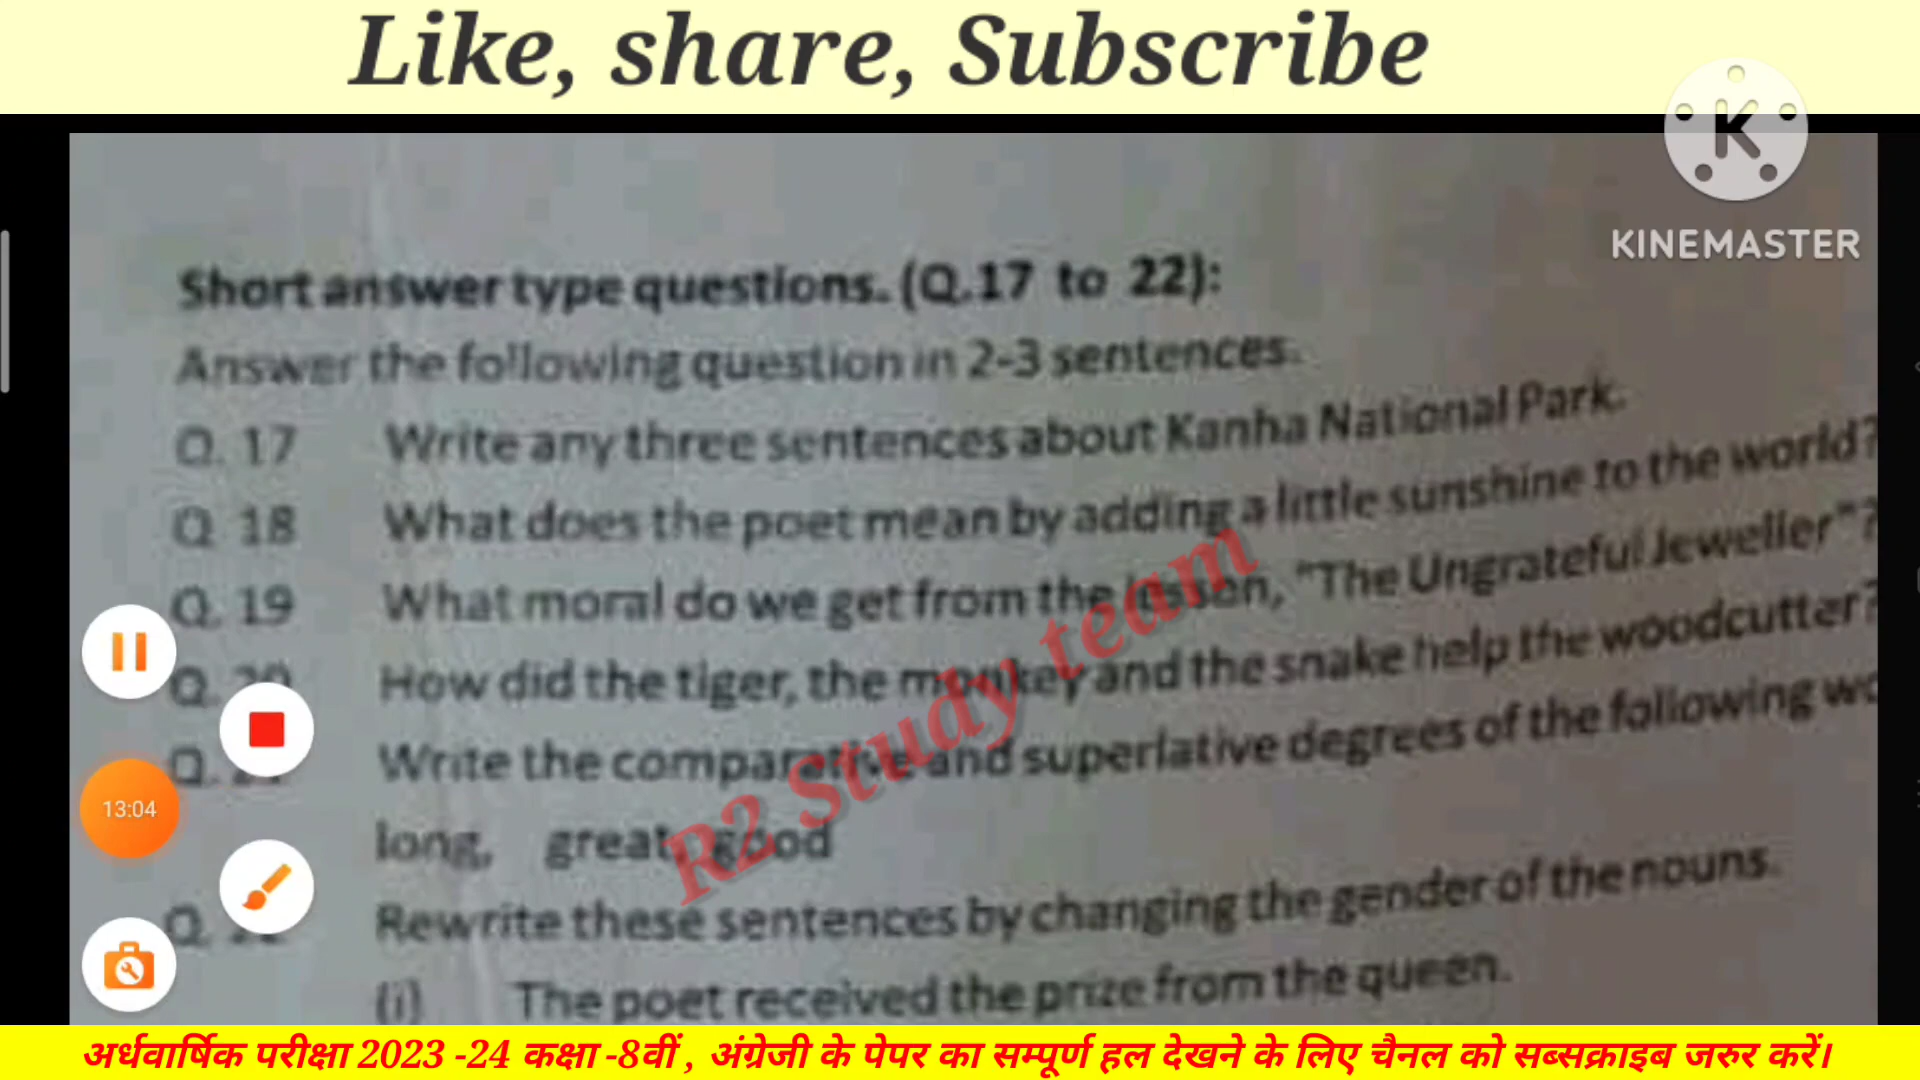 Like, share, Subscribe
KINEMASTER
Short answer type questions. (Q.17 to 22):
Answer the following question in 2-3 sentences.
Q. 17 Write any three sentences about Kanha National Park.
Q. 18 What does the poet mean by adding a little sunshine to the world?
Q. 19 What moral do we get from the lesson, "The Ungrateful Jeweller"?
Q. 20 How did the tiger, the monkey and the snake help the woodcutter?
Q. 21 Write the comparative and superlative degrees of the following
long, great, good
Q. 22 Rewrite these sentences by changing the gender of the nouns.
(i) The poet received the prize from the queen.
R2 Study team
13:04
अर्धवार्षिक परीक्षा 2023 -24 कक्षा -8वीं , अंग्रेजी के पेपर का सम्पूर्ण हल देखने के लिए चैनल को सब्सक्राइब जरुर करें।